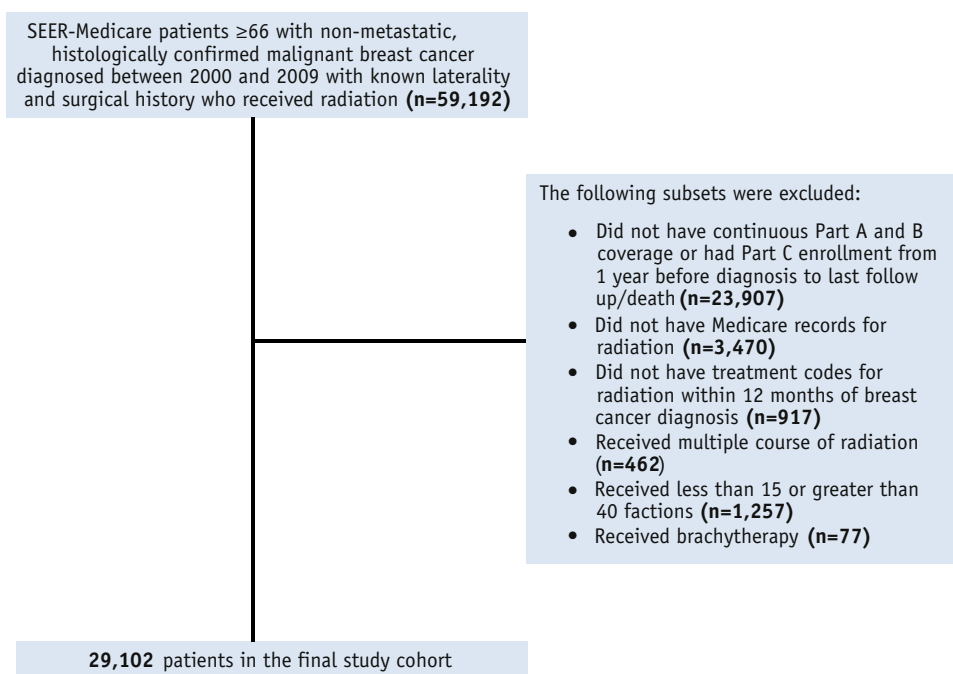 SEER-Medicare patients ≥66 with non-metastatic,
histologically confirmed malignant breast cancer
diagnosed between 2000 and 2009 with known laterality
and surgical history who received radiation (n=59,192)
The following subsets were excluded:
• Did not have continuous Part A and B
coverage or had Part C enrollment from
1 year before diagnosis to last follow
up/death (n=23,907)
• Did not have Medicare records for
radiation (n=3,470)
• Did not have treatment codes for
radiation within 12 months of breast
cancer diagnosis (n=917)
• Received multiple course of radiation
(n=462)
• Received less than 15 or greater than
40 factions (n=1,257)
• Received brachytherapy (n=77)
29,102 patients in the final study cohort